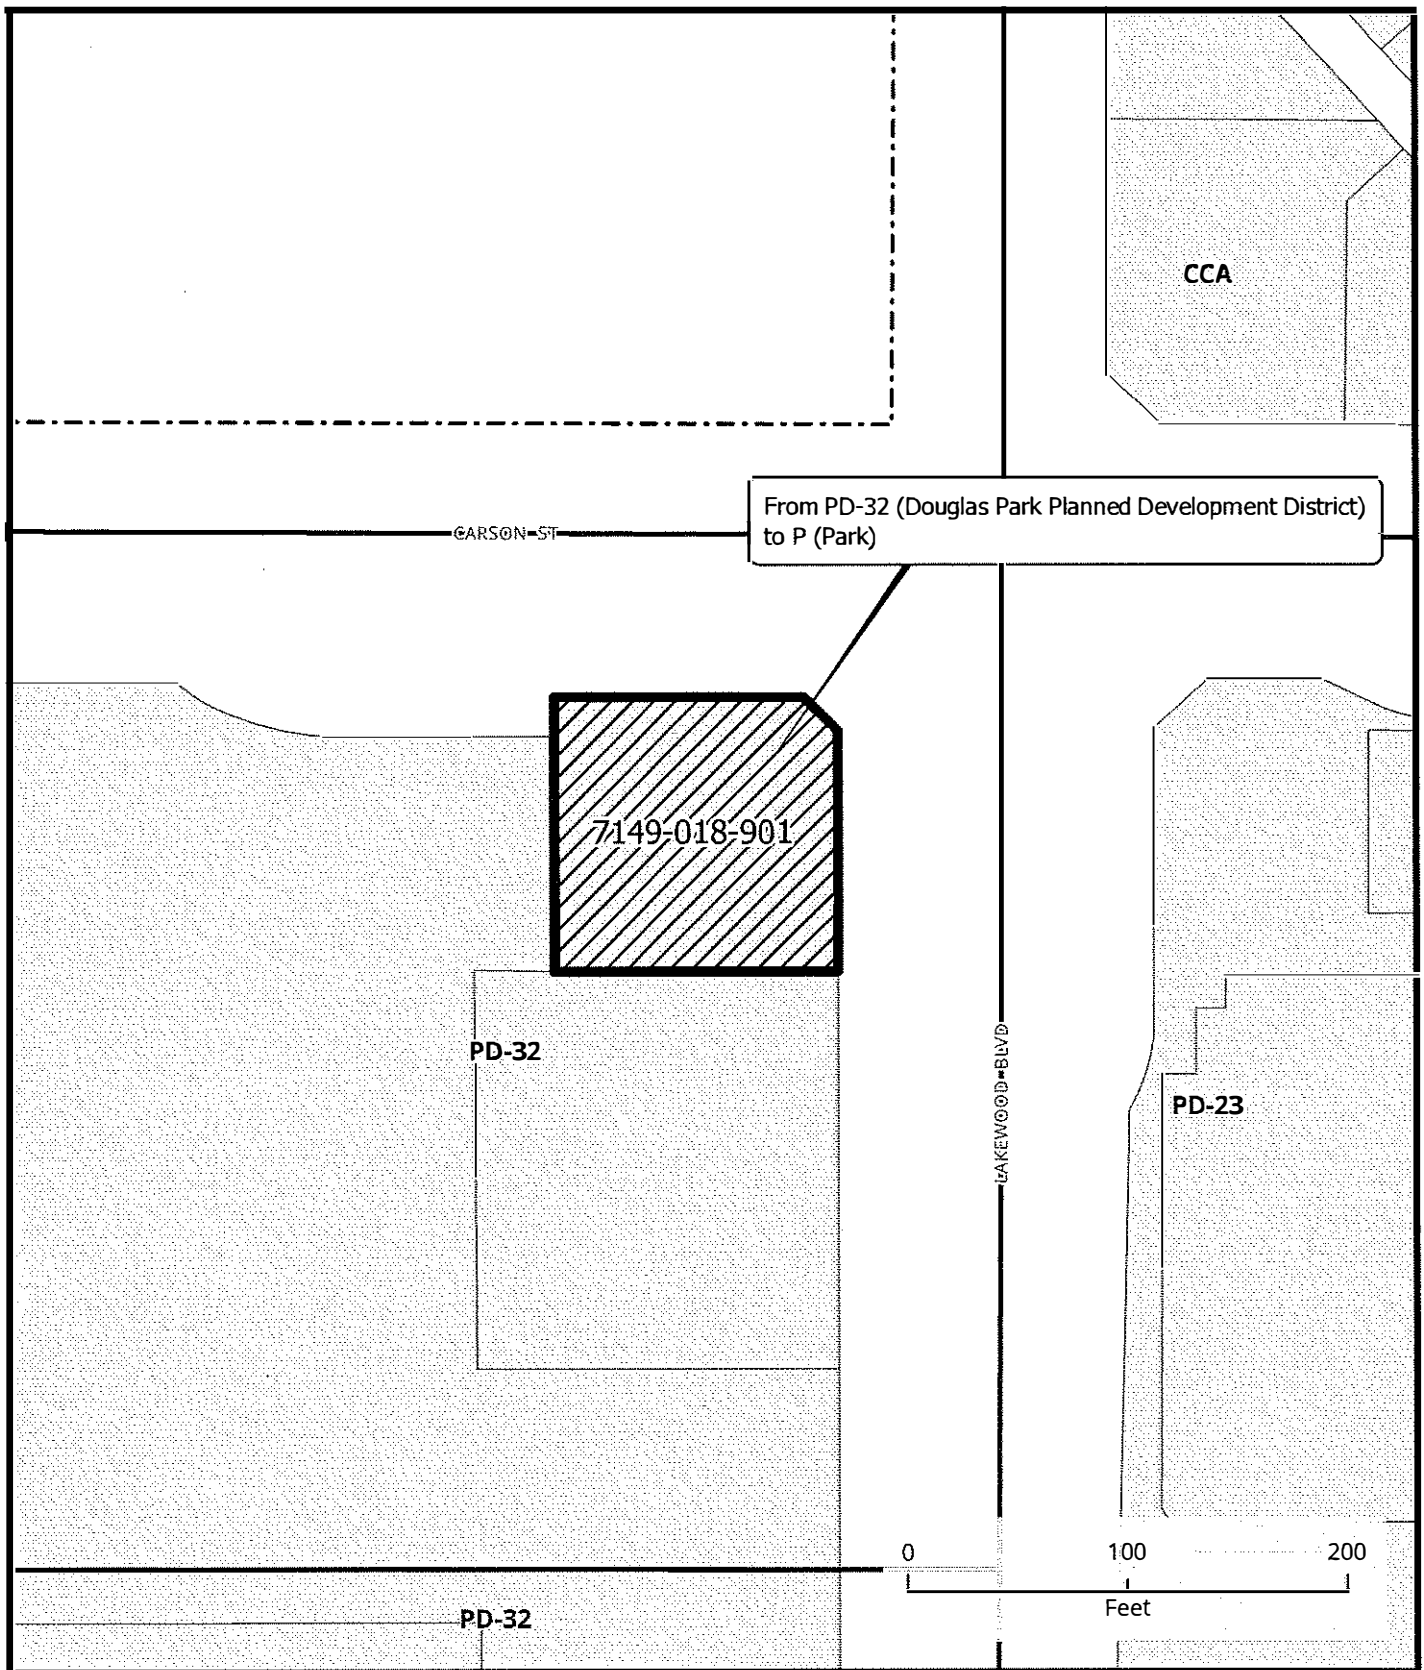 CCA
From PD-32 (Douglas Park Planned Development District)
to P (Park)
CARSON ST
7149-018-901
PD-32
LAKEWOOD BLVD
PD-23
0 100 200
Feet
PD-32